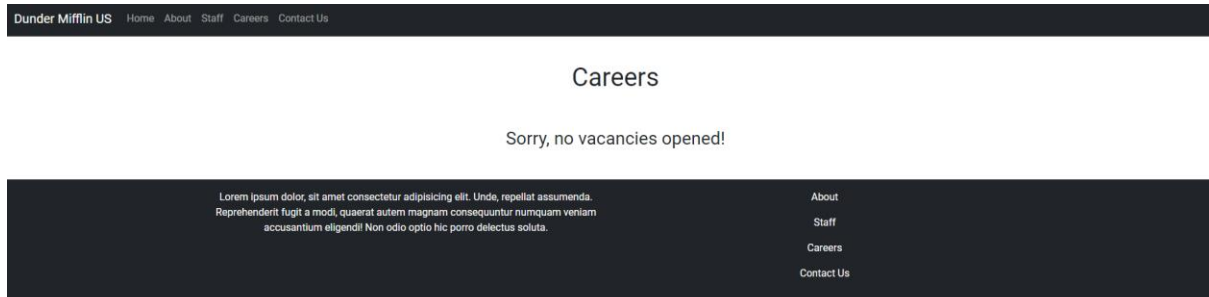 Dunder Mifflin US Home About Staff Careers Contact Us
Careers
Sorry, no vacancies opened!
Lorem ipsum dolor, sit amet consectetur adipisicing elit. Unde, repellat assumenda.
Reprehenderit fugit a modi, quaerat autem magnam consequuntur numquam veniam
accusantium eligendi! Non odio optio hic porro delectus soluta.
About
Staff
Careers
Contact Us